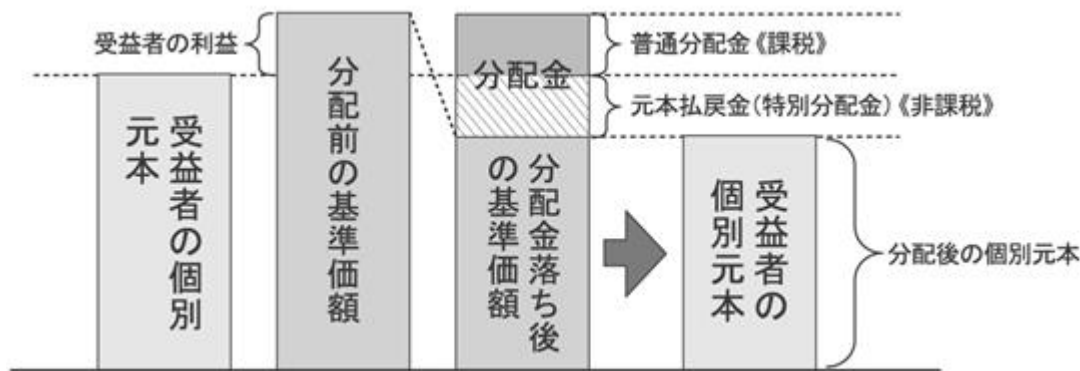 受益者の利益
受益者の個別
元本
分配前の基準価額
分配金
分配金落ち後
の基準価額
普通分配金《課税》
元本払戻金(特別分配金)《非課税》
受益者の
個別元本
分配後の個別元本